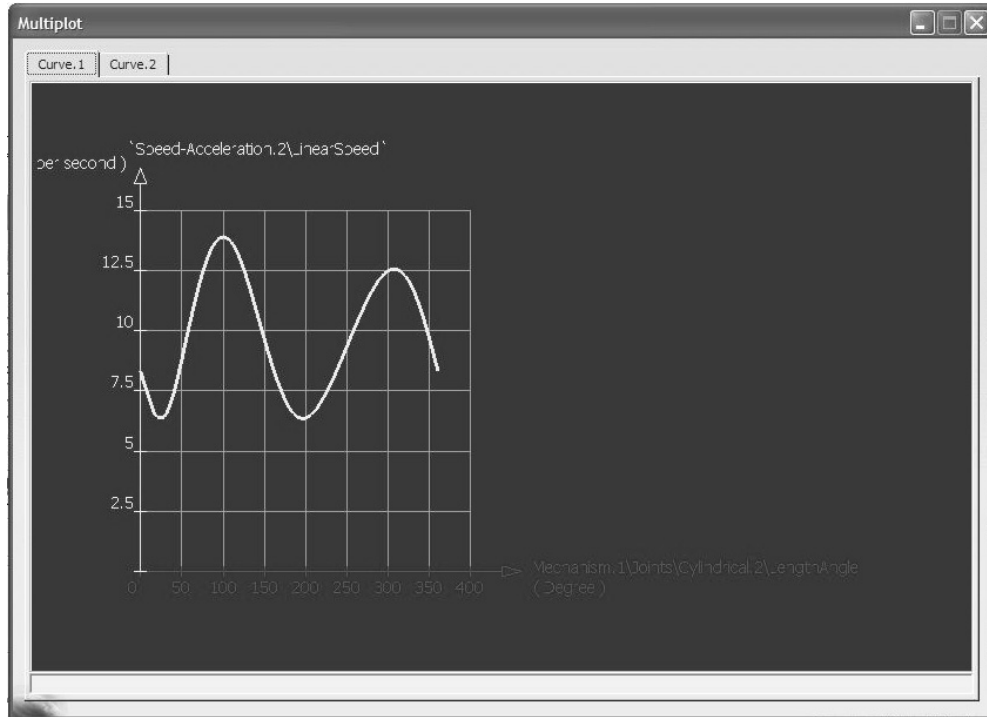 Multiplot
Curve.1 Curve.2
`Speed-Acceleration.2\LinearSpeed`
per second )
15
12.5
10
7.5
5
2.5
0 50 100 150 200 250 300 350 400
Mechanism.1\Joints\Cylindrical.2\LengthAngle
( Degree )